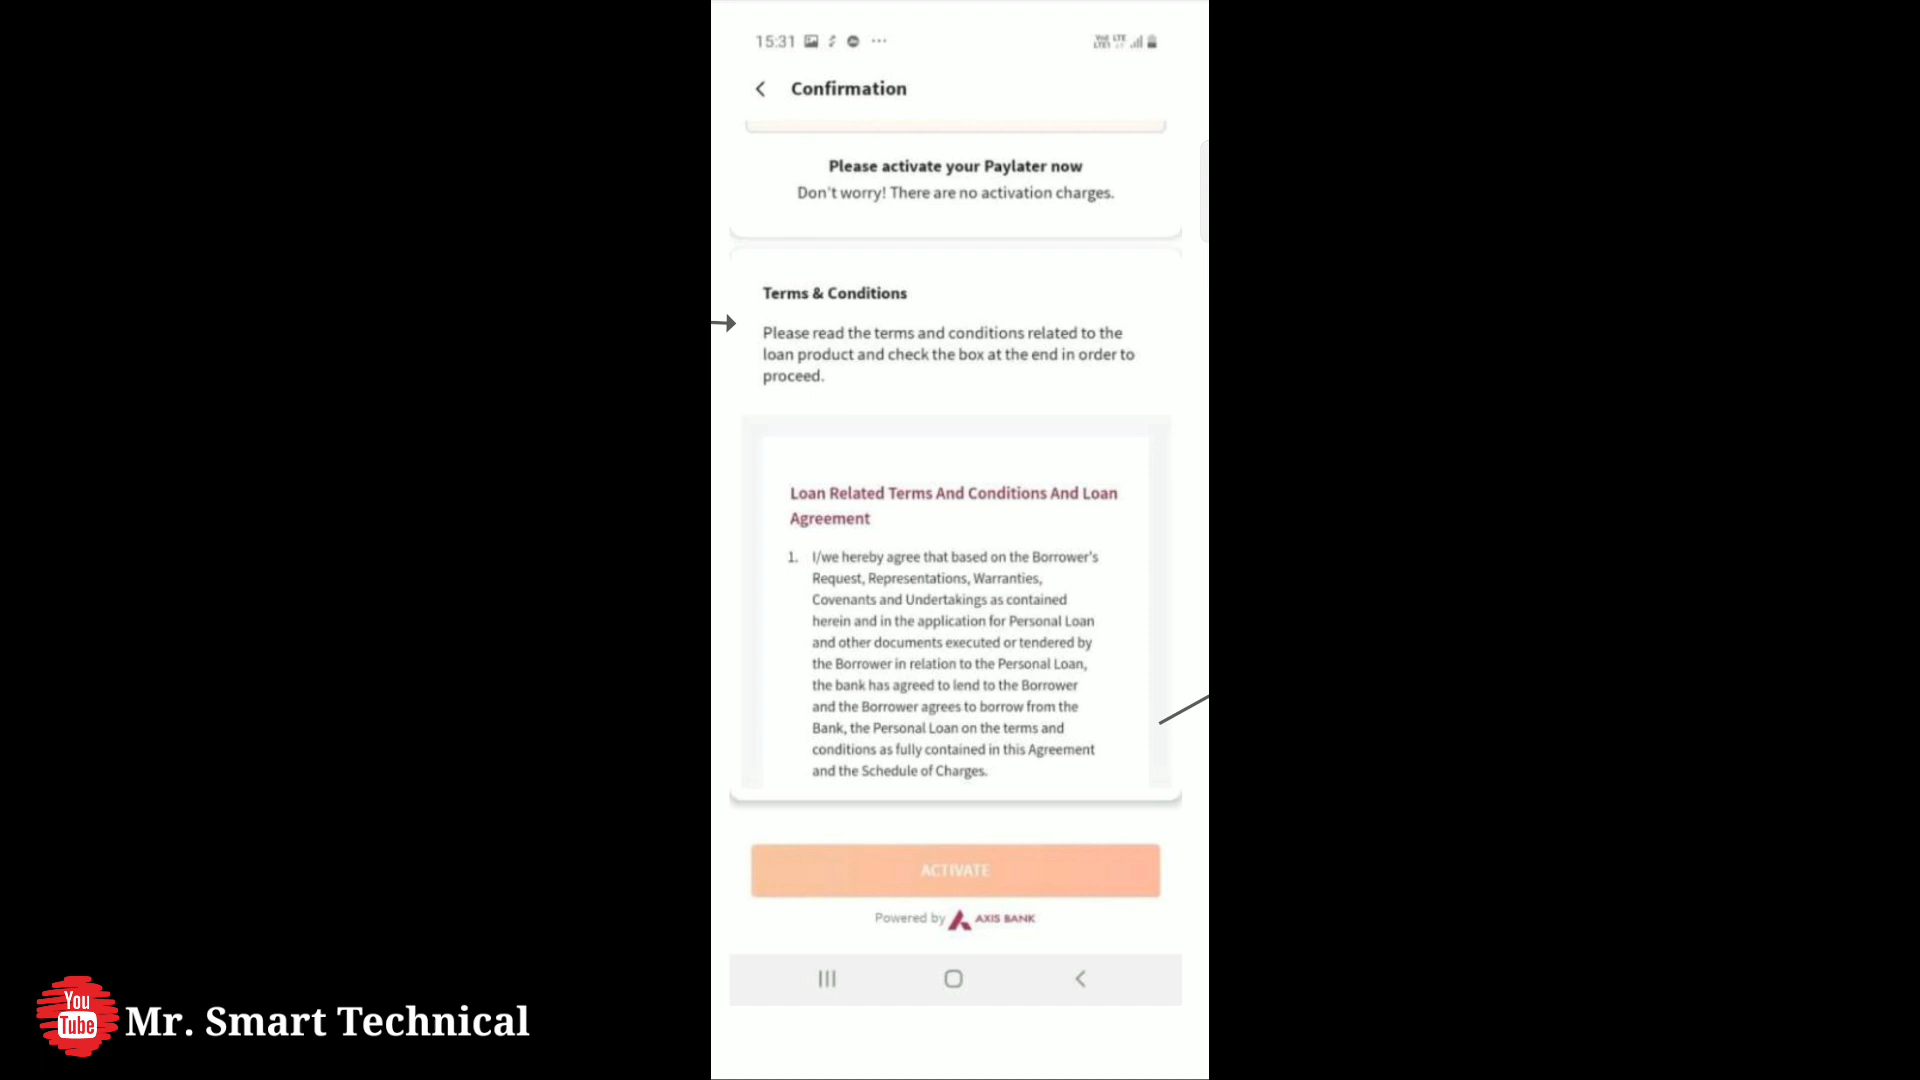 15:31
Confirmation
Please activate your Paylater now
Don't worry! There are no activation charges.
Terms & Conditions
Please read the terms and conditions related to the
loan product and check the box at the end in order to
proceed.
Loan Related Terms And Conditions And Loan
Agreement
1. I/we hereby agree that based on the Borrower's
Request, Representations, Warranties,
Covenants and Undertakings as contained
herein and in the application for Personal Loan
and other documents executed or tendered by
the Borrower in relation to the Personal Loan,
the bank has agreed to lend to the Borrower
and the Borrower agrees to borrow from the
Bank, the Personal Loan on the terms and
conditions as fully contained in this Agreement
and the Schedule of Charges.
ACTIVATE
Powered by AXIS BANK
You
Tube
Mr. Smart Technical